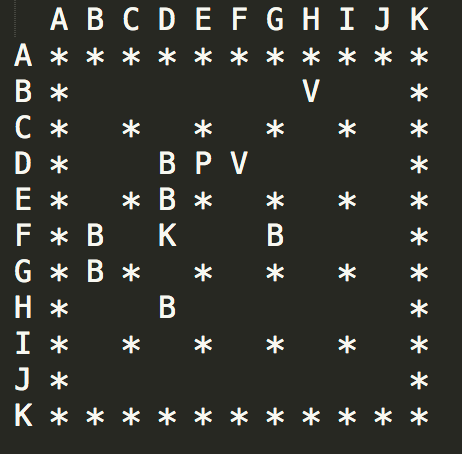 A B C D E F G H I J K
A * * * * * * * * * * *
B *             V     *
C *   *   *   *   *   *
D *     B P V         *
E *   * B *   *   *   *
F * B   K     B       *
G * B *   *   *   *   *
H *     B             *
I *   *   *   *   *   *
J *                   *
K * * * * * * * * * * *